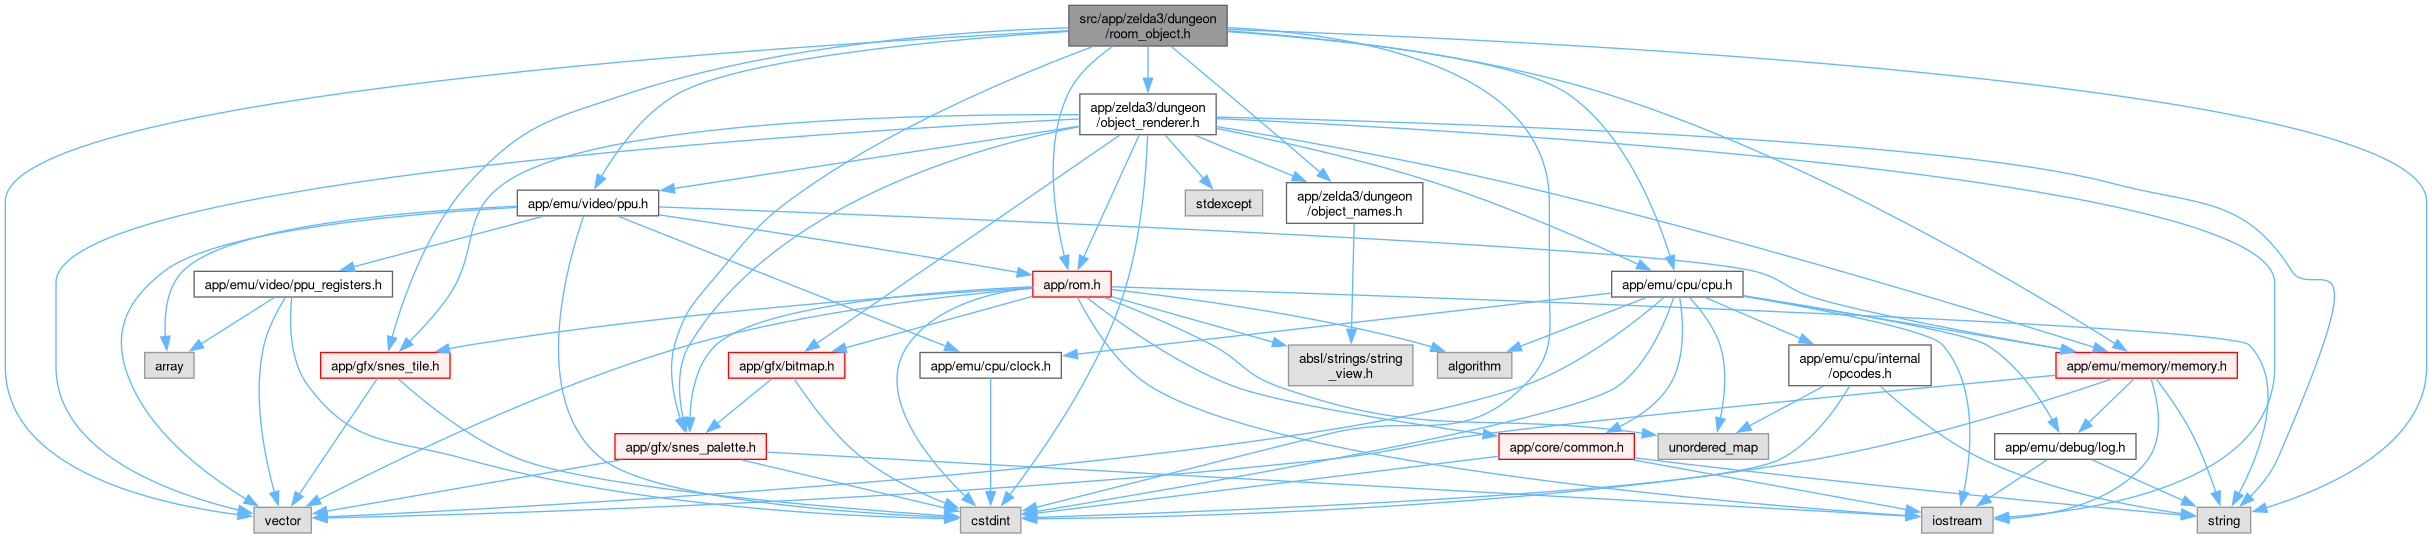 src/app/zelda3/dungeon
/room_object.h
app/zelda3/dungeon
/object_renderer.h
app/emu/video/ppu.h
stdexcept
app/zelda3/dungeon
/object_names.h
app/emu/video/ppu_registers.h
app/rom.h
app/emu/cpu/cpu.h
array
app/gfx/snes_tile.h
app/gfx/bitmap.h
app/emu/cpu/clock.h
absl/strings/string
_view.h
algorithm
app/emu/cpu/internal
/opcodes.h
app/emu/memory/memory.h
app/gfx/snes_palette.h
app/core/common.h
unordered_map
app/emu/debug/log.h
vector
cstdint
iostream
string